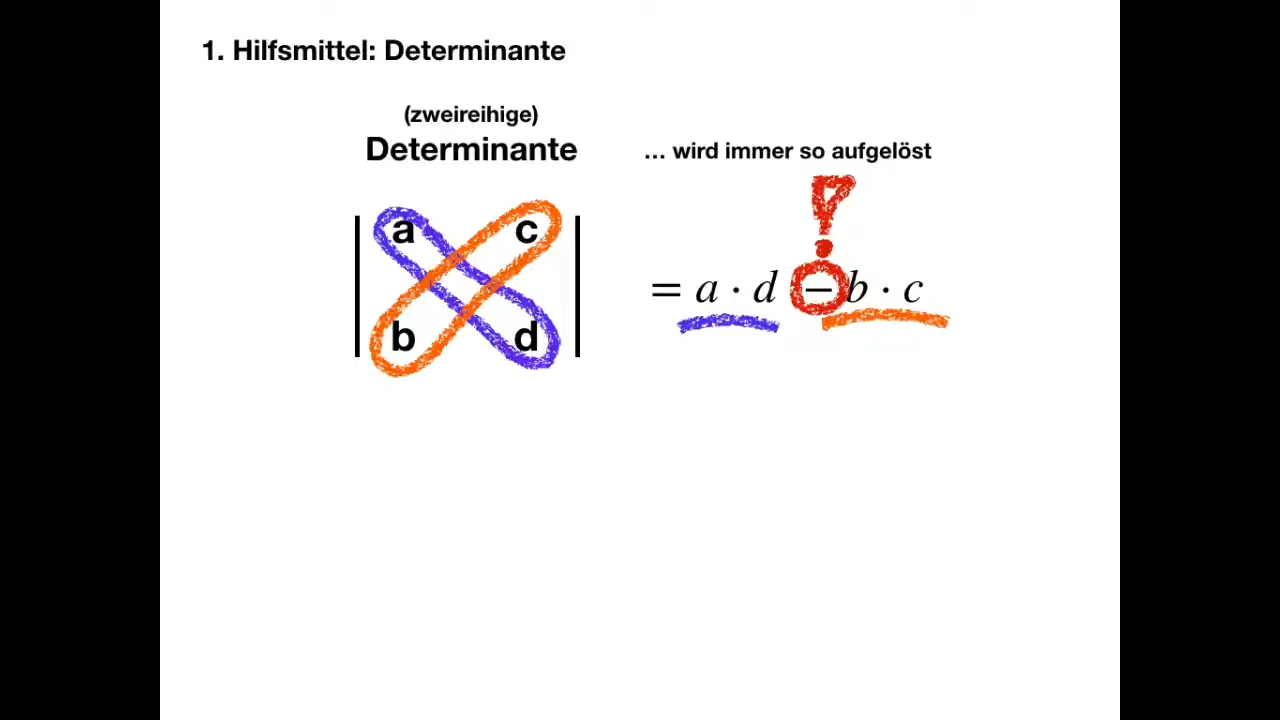 1. Hilfsmittel: Determinante
(zweireihige)
Determinante
... wird immer so aufgelöst
| a c |
| b d |
= a · d − b · c
!